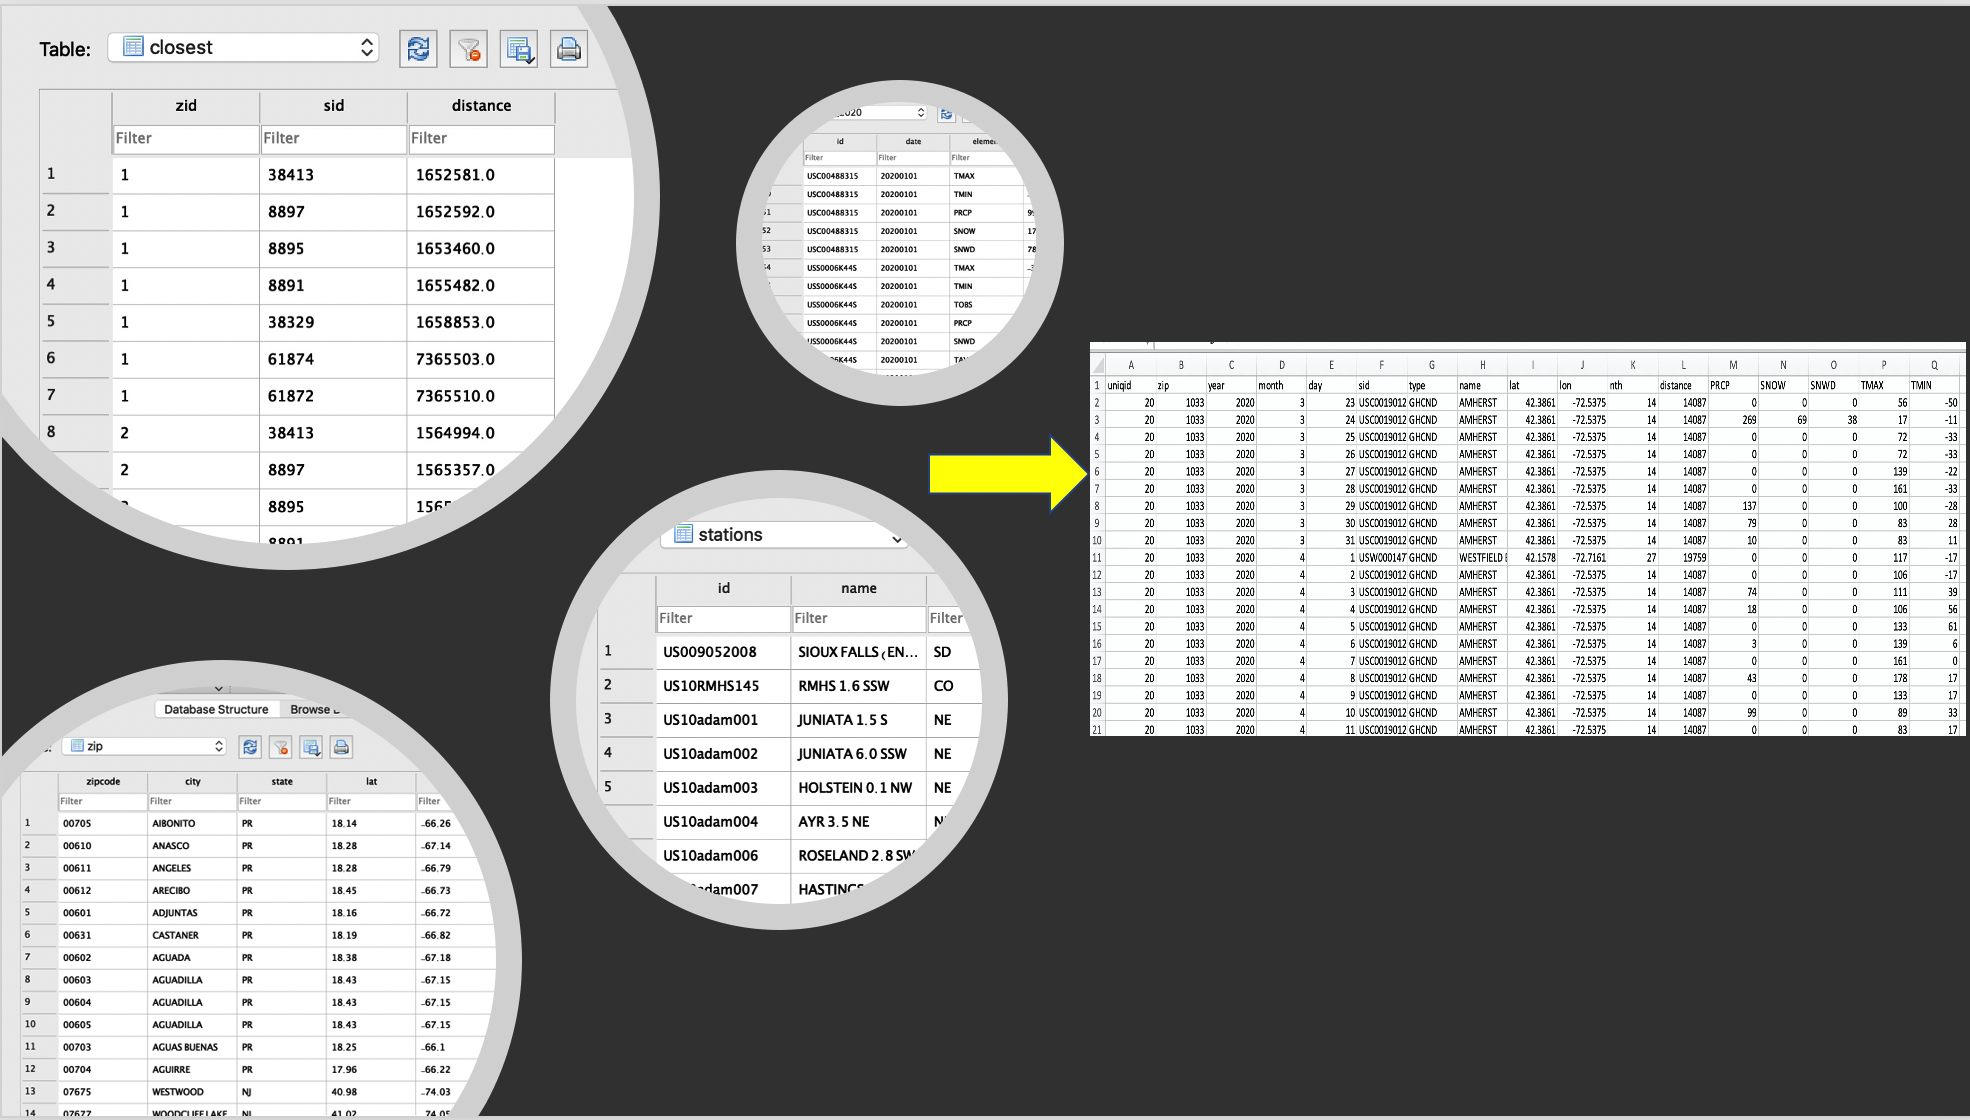 Table: closest
zid sid distance
Filter Filter Filter
1 1 38413 1652581.0
2 1 8897 1652592.0
3 1 8895 1653460.0
4 1 8891 1655482.0
5 1 38329 1658853.0
6 1 61874 7365503.0
7 1 61872 7365510.0
8 2 38413 1564994.0
2 8897 1565357.0
8895
8891
id date
Filter Filter Filter
USC00488315 20200101 TMAX
USC00488315 20200101 TMIN
USC00488315 20200101 PRCP
52 USC00488315 20200101 SNOW 17
53 USC00488315 20200101 SNWD 78
USS0006K44S 20200101 TMAX
USS0006K44S 20200101 TMIN
USS0006K44S 20200101 TOBS
USS0006K44S 20200101 PRCP
USS0006K44S 20200101 SNWD
20200101
stations
id name
Filter Filter Filter
1 US009052008 SIOUX FALLS (EN... SD
2 US10RMHS145 RMHS 1.6 SSW CO
3 US10adam001 JUNIATA 1.5 S NE
4 US10adam002 JUNIATA 6.0 SSW NE
5 US10adam003 HOLSTEIN 0.1 NW NE
US10adam004 AYR 3.5 NE
US10adam006 ROSELAND 2.8 SW
adam007 HASTINGS
Database Structure Browse
zip
zipcode city state lat
Filter Filter Filter Filter Filter
1 00705 AIBONITO PR 18.14 -66.26
2 00610 ANASCO PR 18.28 -67.14
3 00611 ANGELES PR 18.28 -66.79
4 00612 ARECIBO PR 18.45 -66.73
5 00601 ADJUNTAS PR 18.16 -66.72
6 00631 CASTANER PR 18.19 -66.82
7 00602 AGUADA PR 18.38 -67.18
8 00603 AGUADILLA PR 18.43 -67.15
9 00604 AGUADILLA PR 18.43 -67.15
10 00605 AGUADILLA PR 18.43 -67.15
11 00703 AGUAS BUENAS PR 18.25 -66.1
12 00704 AGUIRRE PR 17.96 -66.22
13 07675 WESTWOOD NJ 40.98 -74.03
14 07677 WOODCLIFF LAKE NJ 41.02 74.05
A B C D E F G H I J K L M N O P Q
1 uniqid zip year month day sid type name lat lon nth distance PRCP SNOW SNWD TMAX TMIN
2 20 1033 2020 3 23 USC0019012 GHCND AMHERST 42.3861 -72.5375 14 14087 0 0 0 56 -50
3 20 1033 2020 3 24 USC0019012 GHCND AMHERST 42.3861 -72.5375 14 14087 269 69 38 17 -11
4 20 1033 2020 3 25 USC0019012 GHCND AMHERST 42.3861 -72.5375 14 14087 0 0 0 72 -33
5 20 1033 2020 3 26 USC0019012 GHCND AMHERST 42.3861 -72.5375 14 14087 0 0 0 72 -33
6 20 1033 2020 3 27 USC0019012 GHCND AMHERST 42.3861 -72.5375 14 14087 0 0 0 139 -22
7 20 1033 2020 3 28 USC0019012 GHCND AMHERST 42.3861 -72.5375 14 14087 0 0 0 161 -33
8 20 1033 2020 3 29 USC0019012 GHCND AMHERST 42.3861 -72.5375 14 14087 137 0 0 100 -28
9 20 1033 2020 3 30 USC0019012 GHCND AMHERST 42.3861 -72.5375 14 14087 79 0 0 83 28
10 20 1033 2020 3 31 USC0019012 GHCND AMHERST 42.3861 -72.5375 14 14087 10 0 0 83 11
11 20 1033 2020 4 1 USW000147 GHCND WESTFIELD 42.1578 -72.7161 27 19759 0 0 0 117 -17
12 20 1033 2020 4 2 USC0019012 GHCND AMHERST 42.3861 -72.5375 14 14087 0 0 0 106 -17
13 20 1033 2020 4 3 USC0019012 GHCND AMHERST 42.3861 -72.5375 14 14087 74 0 0 111 39
14 20 1033 2020 4 4 USC0019012 GHCND AMHERST 42.3861 -72.5375 14 14087 18 0 0 106 56
15 20 1033 2020 4 5 USC0019012 GHCND AMHERST 42.3861 -72.5375 14 14087 0 0 0 133 61
16 20 1033 2020 4 6 USC0019012 GHCND AMHERST 42.3861 -72.5375 14 14087 3 0 0 139 6
17 20 1033 2020 4 7 USC0019012 GHCND AMHERST 42.3861 -72.5375 14 14087 0 0 0 161 0
18 20 1033 2020 4 8 USC0019012 GHCND AMHERST 42.3861 -72.5375 14 14087 43 0 0 178 17
19 20 1033 2020 4 9 USC0019012 GHCND AMHERST 42.3861 -72.5375 14 14087 0 0 0 133 17
20 20 1033 2020 4 10 USC0019012 GHCND AMHERST 42.3861 -72.5375 14 14087 99 0 0 89 33
21 20 1033 2020 4 11 USC0019012 GHCND AMHERST 42.3861 -72.5375 14 14087 0 0 0 83 17